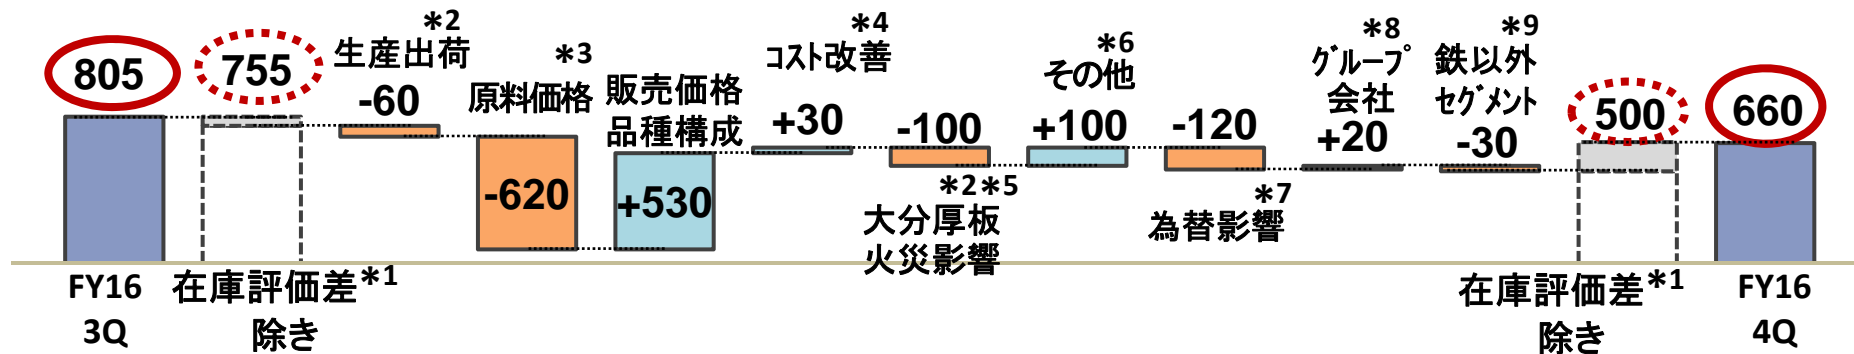 805
755
*2
生産出荷
-60
*3
原料価格
-620
販売価格
品種構成
+530
*4
コスト改善
+30
-100
*2*5
大分厚板
火災影響
*6
その他
+100
-120
*7
為替影響
*8
グループ
会社
+20
*9
鉄以外
セグメント
-30
500
660
FY16
3Q
在庫評価差*1
除き
在庫評価差*1
除き
FY16
4Q